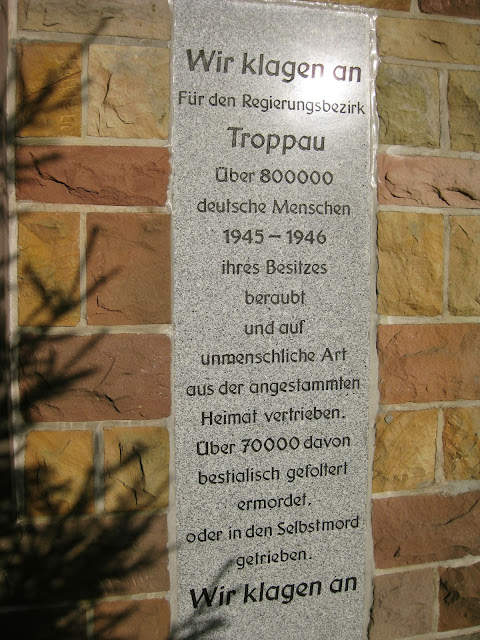 Wir klagen an
Für den Regierungsbezirk
Troppau
Über 800000
deutsche Menschen
1945 – 1946
ihres Besitzes
beraubt
und auf
unmenschliche Art
aus der angestammten
Heimat vertrieben.
Über 70000 davon
bestialisch gefoltert
ermordet.
oder in den Selbstmord
getrieben.
Wir klagen an